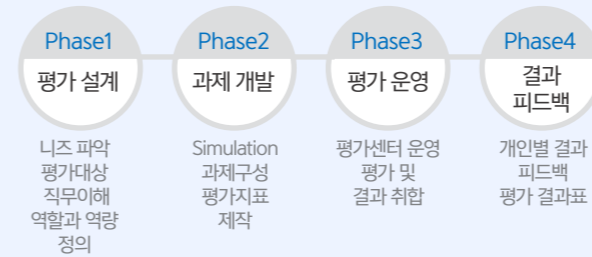 Phase1
평가 설계
니즈 파악
평가대상
직무이해
역할과 역량
정의
Phase2
과제 개발
Simulation
과제구성
평가지표
제작
Phase3
평가 운영
평가센터 운영
평가 및
결과 취합
Phase4
결과
피드백
개인별 결과
피드백
평가 결과표